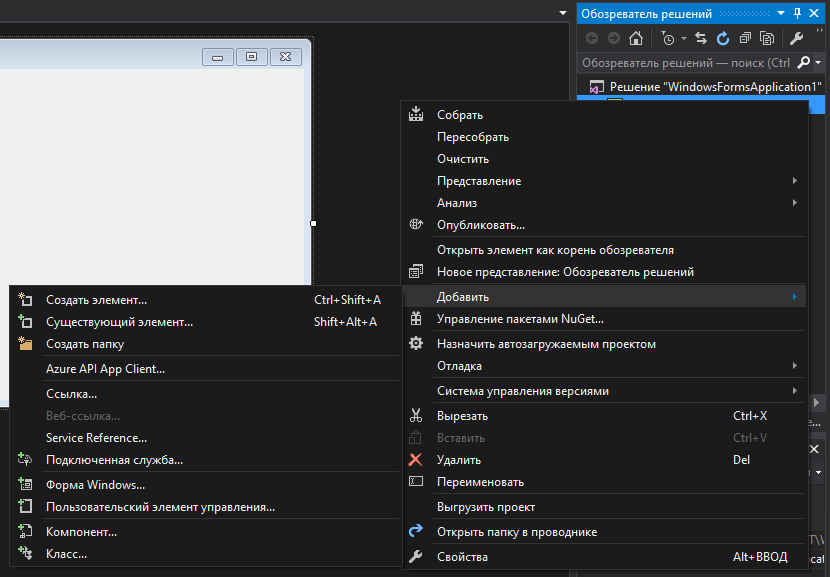 Обозреватель решений
Обозреватель решений — поиск (Ctrl
Решение "WindowsFormsApplication1"
Собрать
Пересобрать
Очистить
Представление
Анализ
Опубликовать...
Открыть элемент как корень обозревателя
Новое представление: Обозреватель решений
Добавить
Управление пакетами NuGet...
Назначить автозагружаемым проектом
Отладка
Система управления версиями
Вырезать Ctrl+X
Вставить Ctrl+V
Удалить Del
Переименовать
Выгрузить проект
Открыть папку в проводнике
Свойства Alt+ВВОД
Создать элемент... Ctrl+Shift+A
Существующий элемент... Shift+Alt+A
Создать папку
Azure API App Client...
Ссылка...
Веб-ссылка...
Service Reference...
Подключенная служба...
Форма Windows...
Пользовательский элемент управления...
Компонент...
Класс...